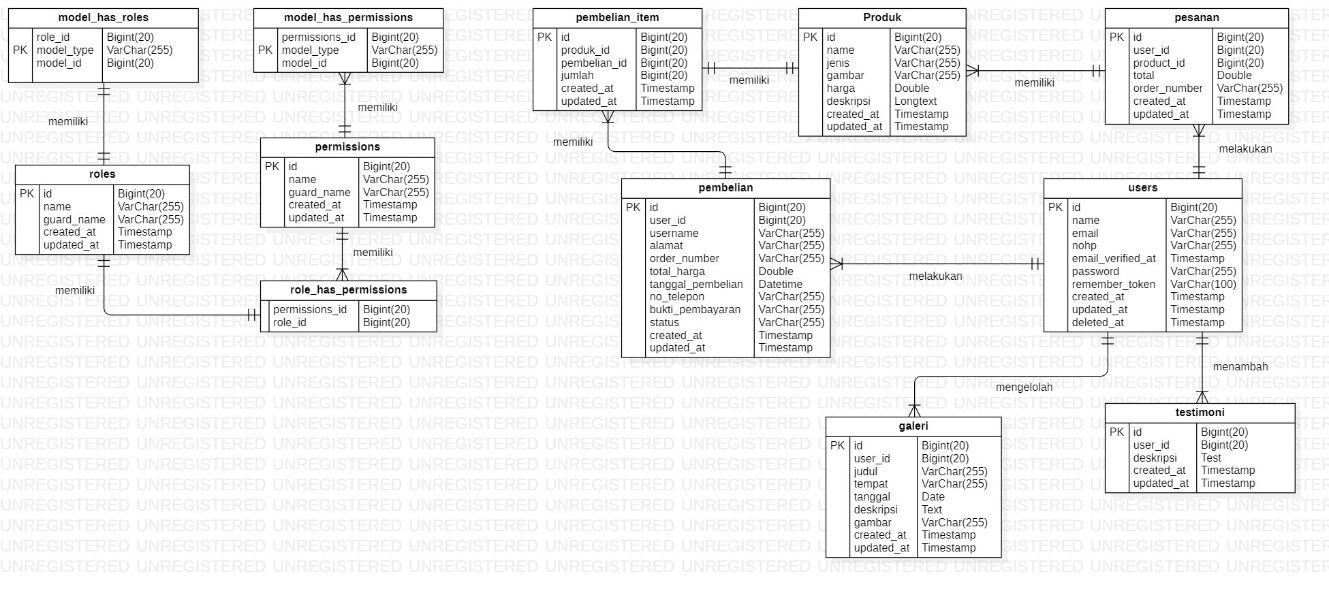 model_has_roles
role_id Bigint(20)
PK model_type VarChar(255)
model_id Bigint(20)
memiliki
roles
PK id Bigint(20)
name VarChar(255)
guard_name VarChar(255)
created_at Timestamp
updated_at Timestamp
memiliki
model_has_permissions
permissions_id Bigint(20)
PK model_type VarChar(255)
model_id Bigint(20)
memiliki
permissions
PK id Bigint(20)
name VarChar(255)
guard_name VarChar(255)
created_at Timestamp
updated_at Timestamp
memiliki
role_has_permissions
permissions_id Bigint(20)
role_id Bigint(20)
pembelian_item
PK id Bigint(20)
produk_id Bigint(20)
pembelian_id Bigint(20)
jumlah Bigint(20)
created_at Timestamp
updated_at Timestamp
memiliki
Produk
PK id Bigint(20)
name VarChar(255)
jenis VarChar(255)
gambar VarChar(255)
harga Double
deskripsi Longtext
created_at Timestamp
updated_at Timestamp
memiliki
pesanan
PK id Bigint(20)
user_id Bigint(20)
product_id Bigint(20)
total Double
order_number VarChar(255)
created_at Timestamp
updated_at Timestamp
memiliki
melakukan
pembelian
PK id Bigint(20)
user_id Bigint(20)
username VarChar(255)
alamat VarChar(255)
order_number VarChar(255)
total_harga Double
tanggal_pembelian Datetime
no_telepon VarChar(255)
bukti_pembayaran VarChar(255)
status VarChar(255)
created_at Timestamp
updated_at Timestamp
melakukan
users
PK id Bigint(20)
name VarChar(255)
email VarChar(255)
nohp VarChar(255)
email_verified_at Timestamp
password VarChar(255)
remember_token VarChar(100)
created_at Timestamp
updated_at Timestamp
deleted_at Timestamp
mengelolah
menambah
galeri
PK id Bigint(20)
user_id Bigint(20)
judul VarChar(255)
tempat VarChar(255)
tanggal Date
deskripsi Text
gambar VarChar(255)
created_at Timestamp
updated_at Timestamp
testimoni
PK id Bigint(20)
user_id Bigint(20)
deskripsi Test
created_at Timestamp
updated_at Timestamp
UNREGISTERED